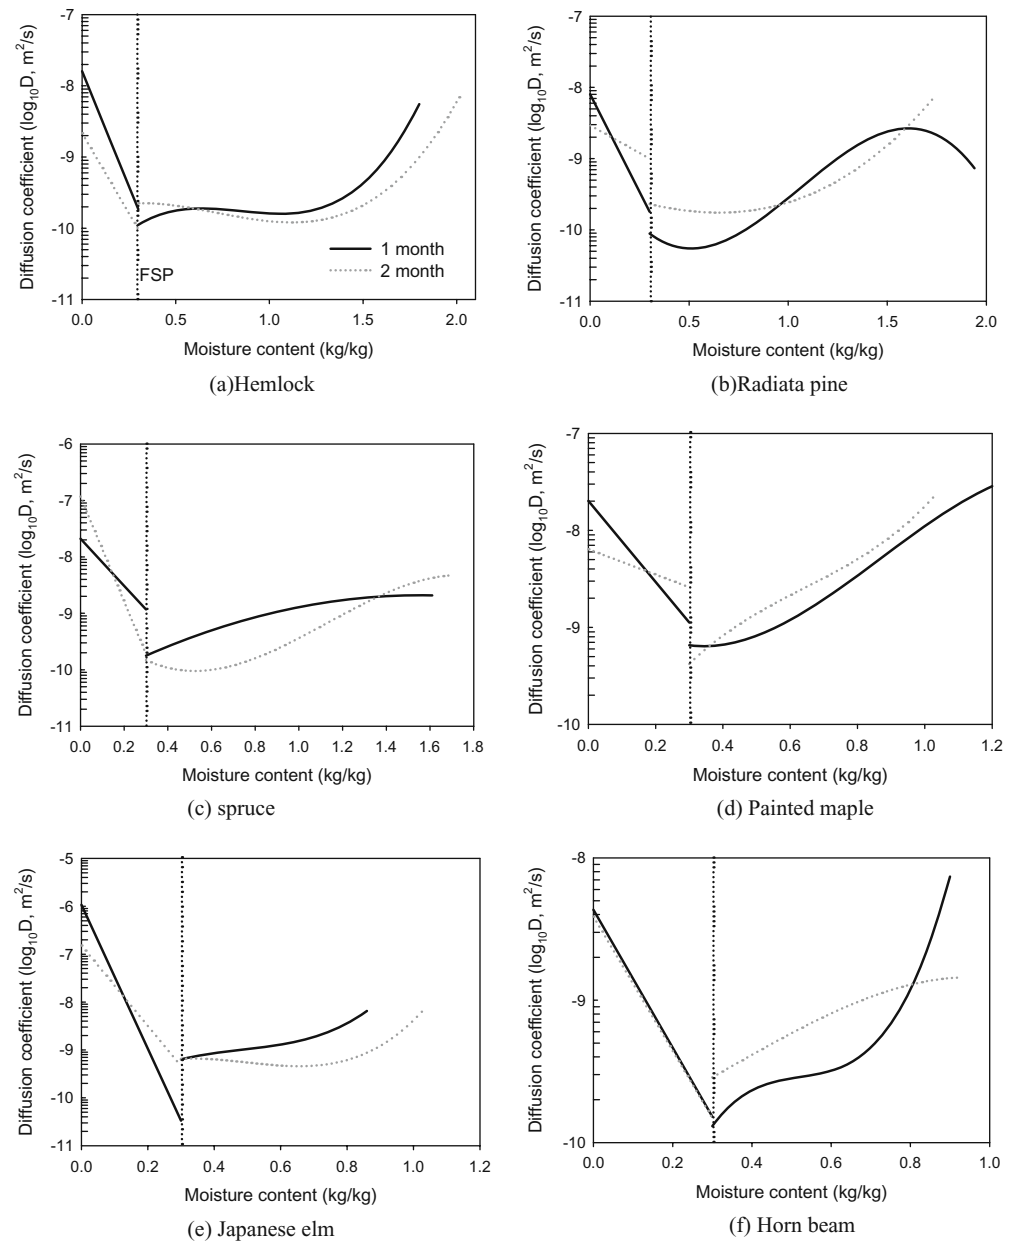 -7
-8
-9
-10
-11
Diffusion coefficient (log10D, m2/s)
FSP
1 month
2 month
0.0 0.5 1.0 1.5 2.0
Moisture content (kg/kg)
(a)Hemlock
-7
-8
-9
-10
-11
Diffusion coefficient (log10D, m2/s)
0.0 0.5 1.0 1.5 2.0
Moisture content (kg/kg)
(b)Radiata pine
-6
-7
-8
-9
-10
-11
Diffusion coefficient (log10D, m2/s)
0.0 0.2 0.4 0.6 0.8 1.0 1.2 1.4 1.6 1.8
Moisture content (kg/kg)
(c) spruce
-7
-8
-9
-10
Diffusion coefficient (log10D, m2/s)
0.0 0.2 0.4 0.6 0.8 1.0 1.2
Moisture content (kg/kg)
(d) Painted maple
-5
-6
-7
-8
-9
-10
-11
Diffusion coefficient (log10D, m2/s)
0.0 0.2 0.4 0.6 0.8 1.0 1.2
Moisture content (kg/kg)
(e) Japanese elm
-8
-9
-10
Diffusion coefficient (log10D, m2/s)
0.0 0.2 0.4 0.6 0.8 1.0
Moisture content (kg/kg)
(f) Horn beam